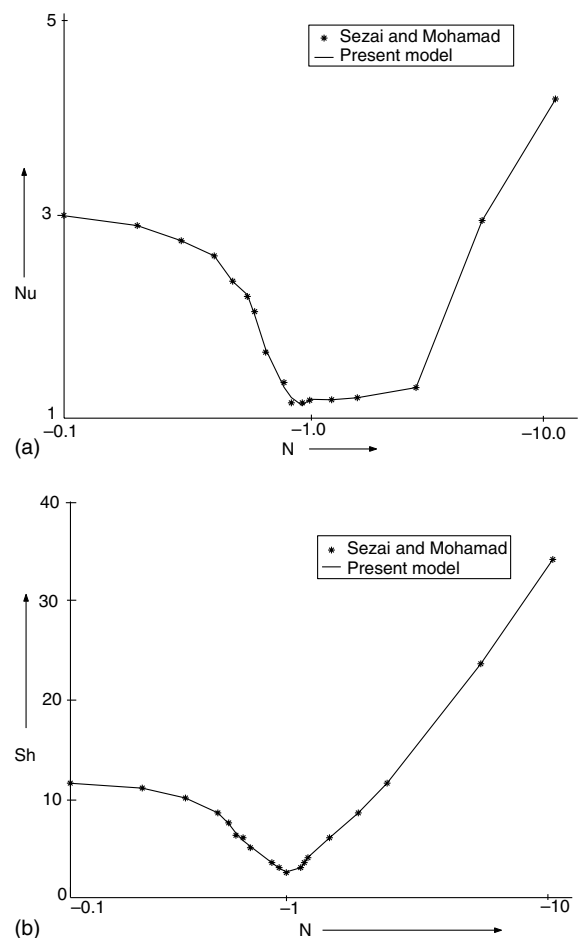 5
Sezai and Mohamad
Present model
3
Nu
1
–0.1
–1.0
–10.0
(a)
N
40
Sezai and Mohamad
Present model
30
20
Sh
10
0
–0.1
–1
–10
(b)
N